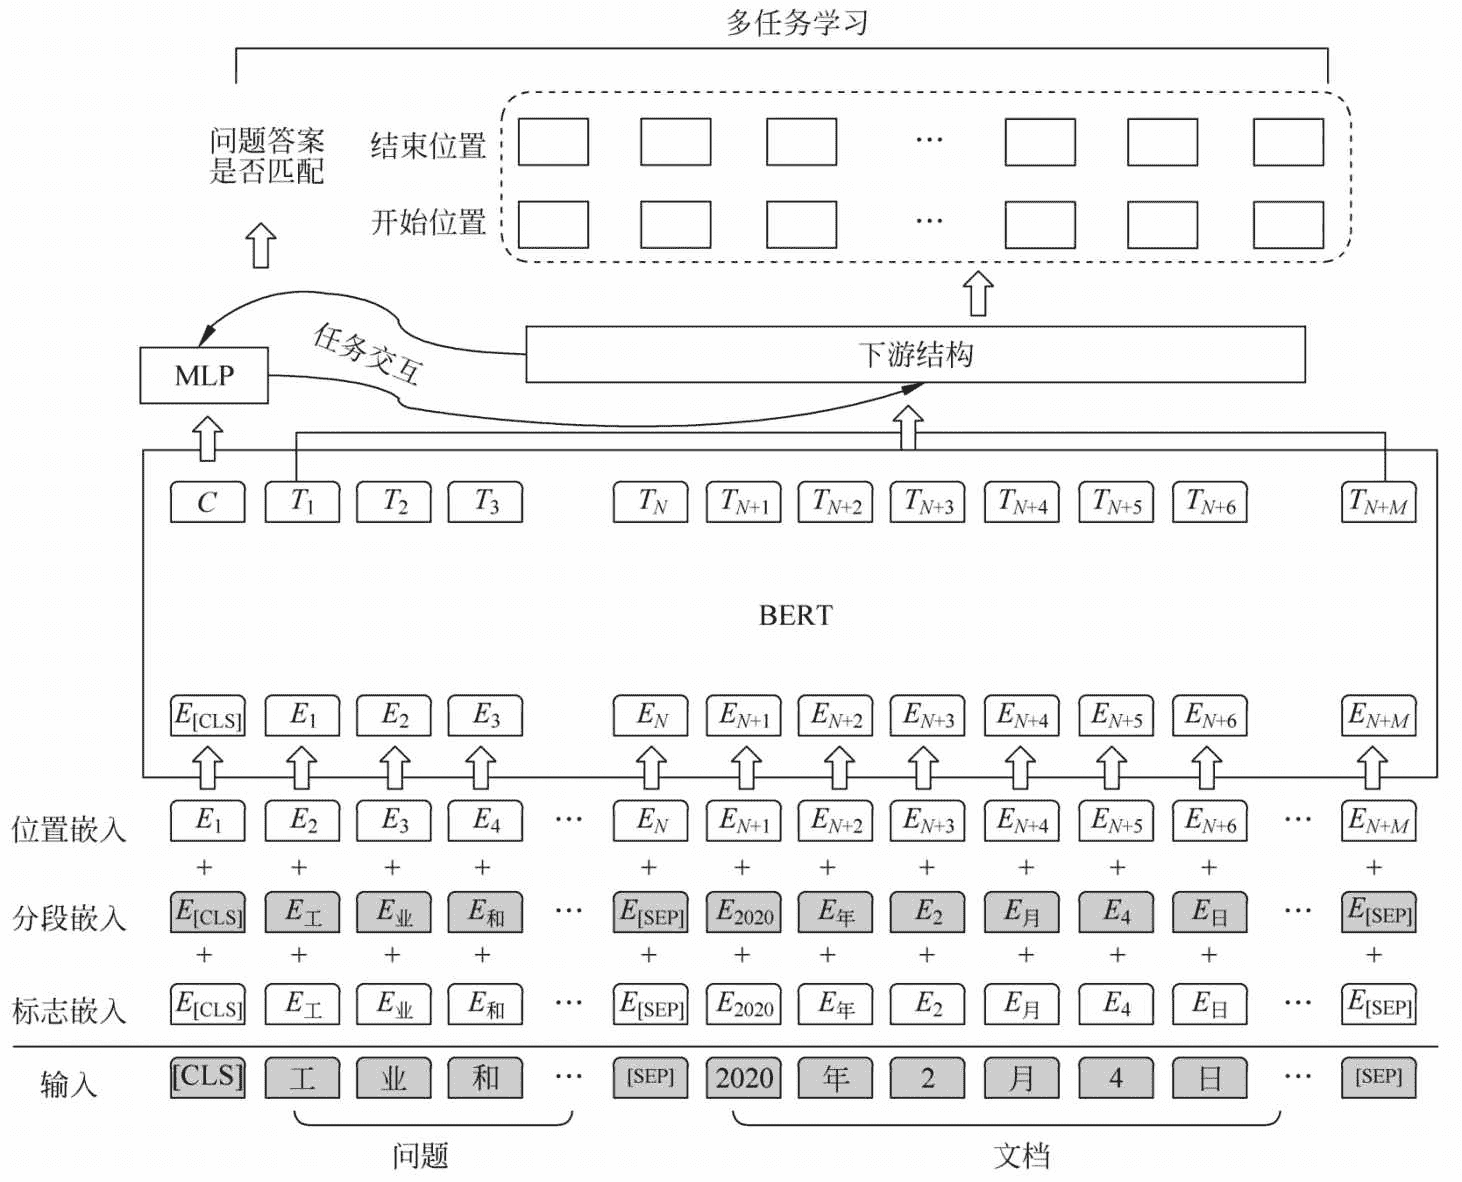 多任务学习
问题答案
是否匹配
结束位置 …
开始位置 …
任务交互
下游结构
MLP
C T1 T2 T3 TN TN+1 TN+2 TN+3 TN+4 TN+5 TN+6 TN+M
BERT
E[CLS] E1 E2 E3 EN EN+1 EN+2 EN+3 EN+4 EN+5 EN+6 EN+M
位置嵌入 E1 E2 E3 E4 … EN EN+1 EN+2 EN+3 EN+4 EN+5 EN+6 … EN+M
+ + + + + + + + + + + +
分段嵌入 E[CLS] E工 E业 E和 … E[SEP] E2020 E年 E2 E月 E4 E日 … E[SEP]
+ + + + + + + + + + + +
标志嵌入 E[CLS] E工 E业 E和 … E[SEP] E2020 E年 E2 E月 E4 E日 … E[SEP]
输入 [CLS] 工 业 和 … [SEP] 2020 年 2 月 4 日 … [SEP]
问题 文档